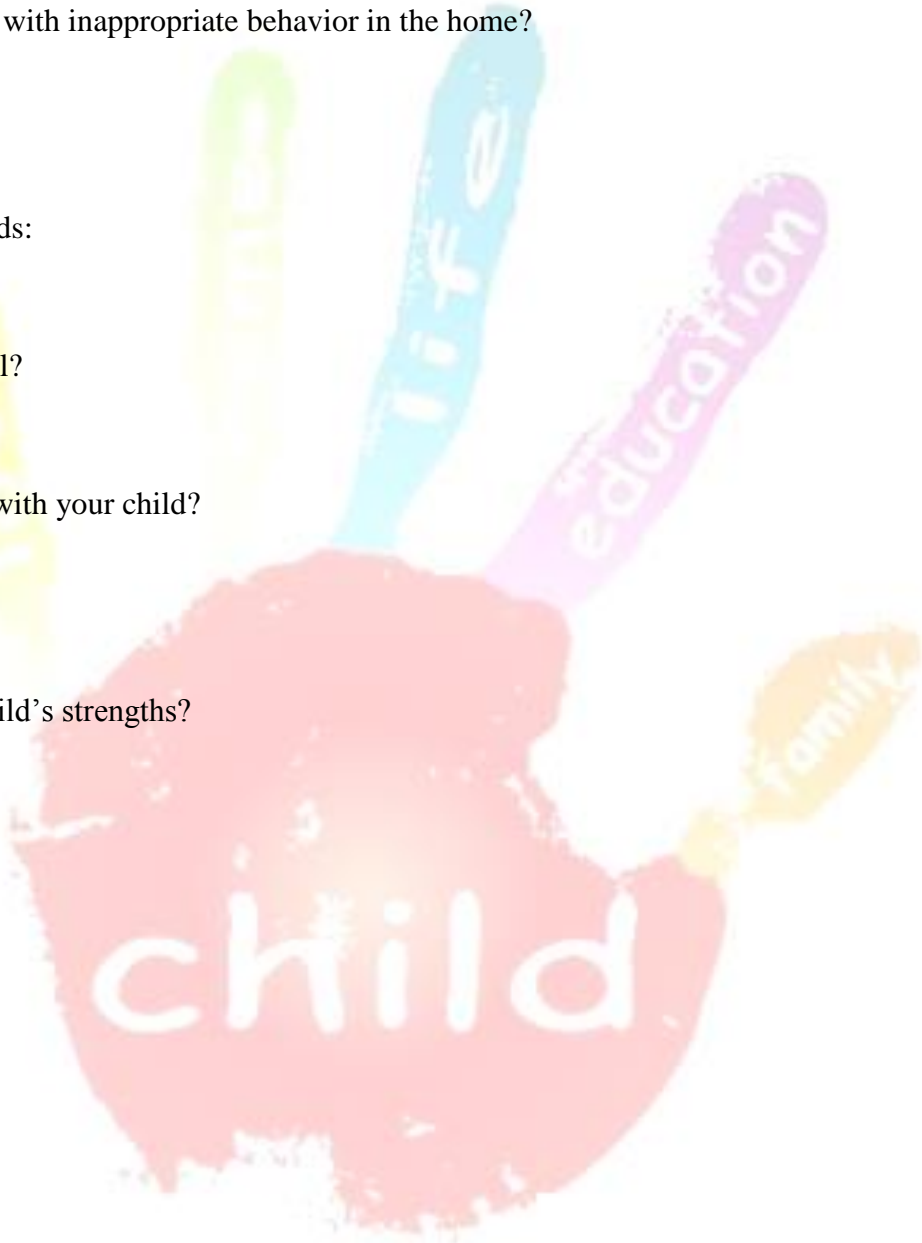 with inappropriate behavior in the home?
ds:
l?
with your child?
ild’s strengths?
life
education
family
child